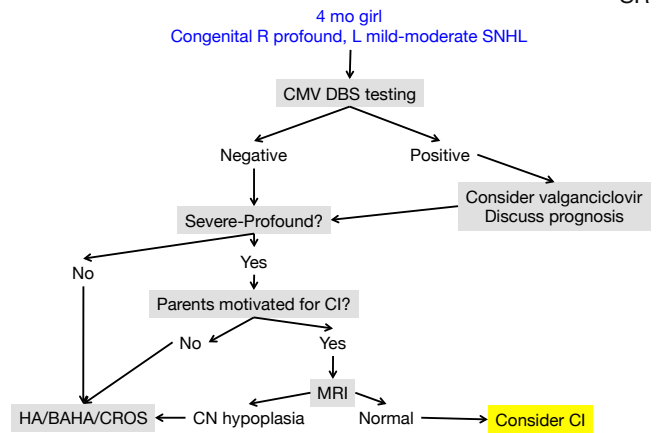 4 mo girl
Congenital R profound, L mild-moderate SNHL
CMV DBS testing
Negative
Positive
Consider valganciclovir
Discuss prognosis
Severe-Profound?
No
Yes
Parents motivated for CI?
No
Yes
MRI
HA/BAHA/CROS
CN hypoplasia
Normal
Consider CI